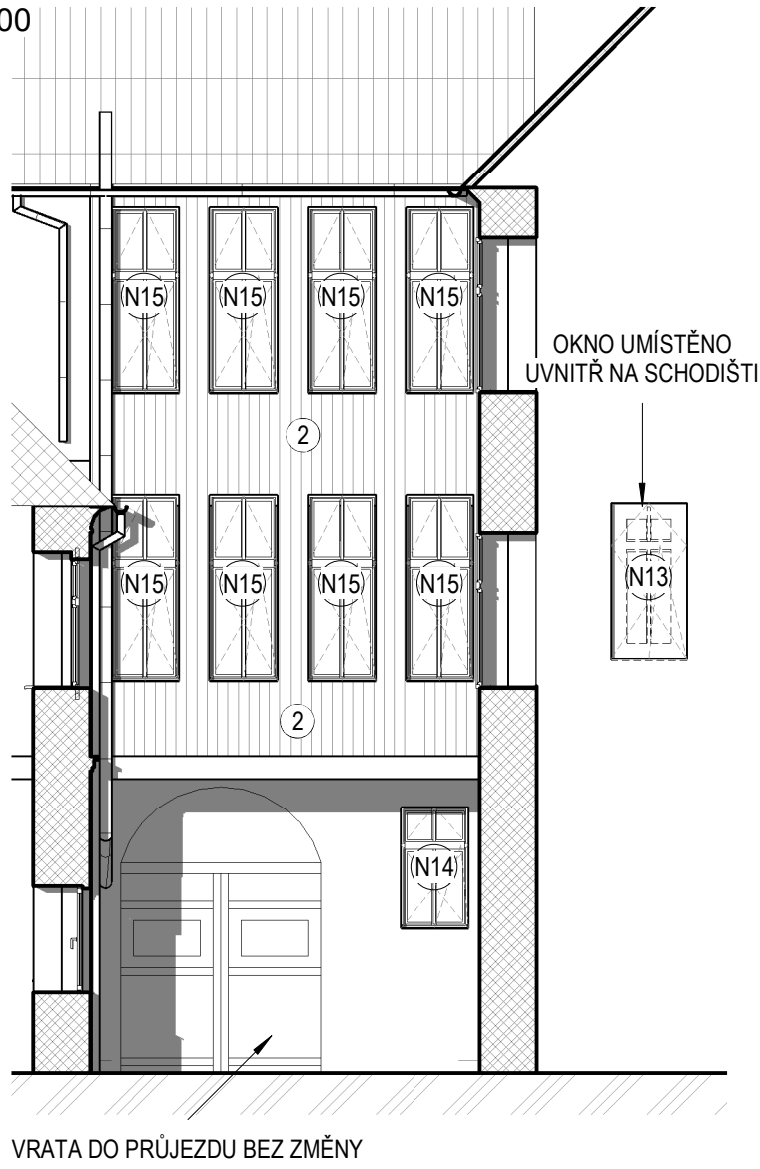 00
N15 N15 N15 N15
OKNO UMÍSTĚNO
UVNITŘ NA SCHODIŠTI
2
N15 N15 N15 N15
N13
2
N14
VRATA DO PRŮJEZDU BEZ ZMĚNY